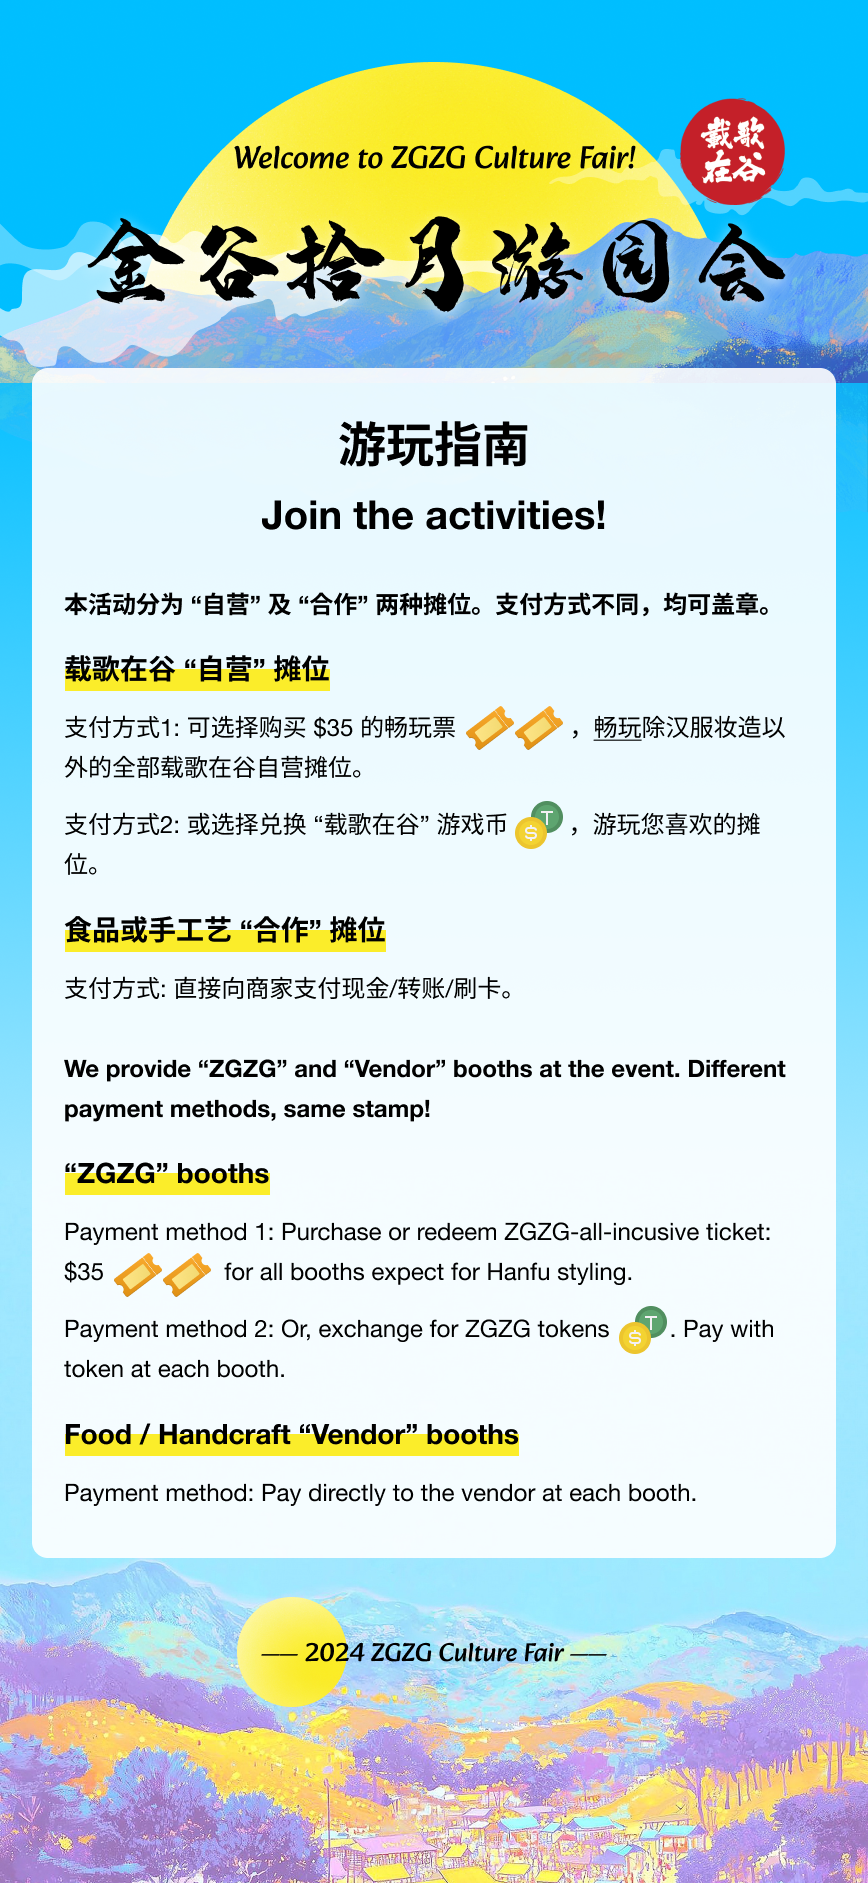 Welcome to ZGZG Culture Fair!
载歌
在谷
金谷拾月游园会
游玩指南
Join the activities!
本活动分为 “自营” 及 “合作” 两种摊位。支付方式不同，均可盖章。
载歌在谷 “自营” 摊位
支付方式1: 可选择购买 $35 的畅玩票 ，畅玩除汉服妆造以
外的全部载歌在谷自营摊位。
支付方式2: 或选择兑换 “载歌在谷” 游戏币 $ T ，游玩您喜欢的摊
位。
食品或手工艺 “合作” 摊位
支付方式: 直接向商家支付现金/转账/刷卡。
We provide “ZGZG” and “Vendor” booths at the event. Different
payment methods, same stamp!
“ZGZG” booths
Payment method 1: Purchase or redeem ZGZG-all-incusive ticket:
$35 for all booths expect for Hanfu styling.
Payment method 2: Or, exchange for ZGZG tokens $ T . Pay with
token at each booth.
Food / Handcraft “Vendor” booths
Payment method: Pay directly to the vendor at each booth.
—– 2024 ZGZG Culture Fair —–